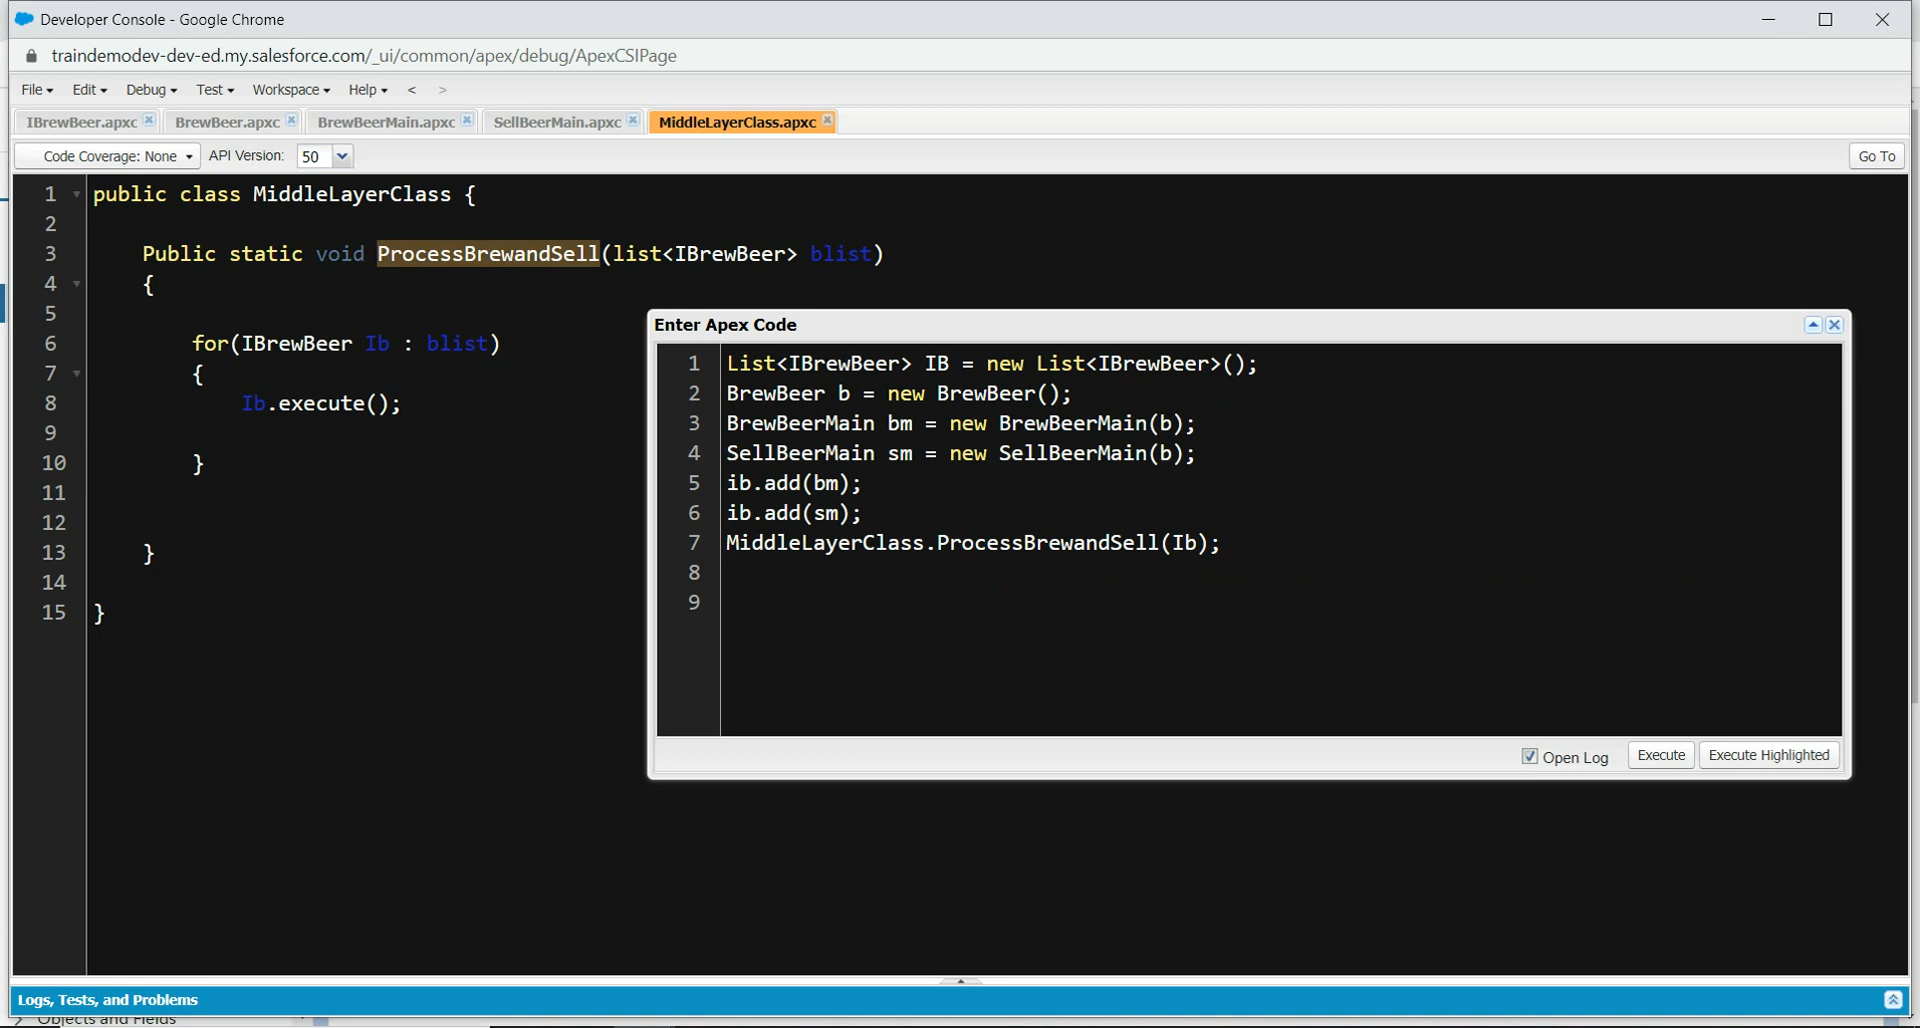 Developer Console - Google Chrome
traindemodev-dev-ed.my.salesforce.com/_ui/common/apex/debug/ApexCSIPage
File Edit Debug Test Workspace Help < >
IBrewBeer.apxc BrewBeer.apxc BrewBeerMain.apxc SellBeerMain.apxc MiddleLayerClass.apxc
Code Coverage: None API Version: 50 Go To
1 public class MiddleLayerClass {
2
3 Public static void ProcessBrewandSell(list<IBrewBeer> blist)
4 {
5
6 for(IBrewBeer Ib : blist)
7 {
8 Ib.execute();
9
10 }
11
12
13 }
14
15 }
Enter Apex Code
1 List<IBrewBeer> IB = new List<IBrewBeer>();
2 BrewBeer b = new BrewBeer();
3 BrewBeerMain bm = new BrewBeerMain(b);
4 SellBeerMain sm = new SellBeerMain(b);
5 ib.add(bm);
6 ib.add(sm);
7 MiddleLayerClass.ProcessBrewandSell(Ib);
8
9
Open Log Execute Execute Highlighted
Logs, Tests, and Problems
Objects and Fields